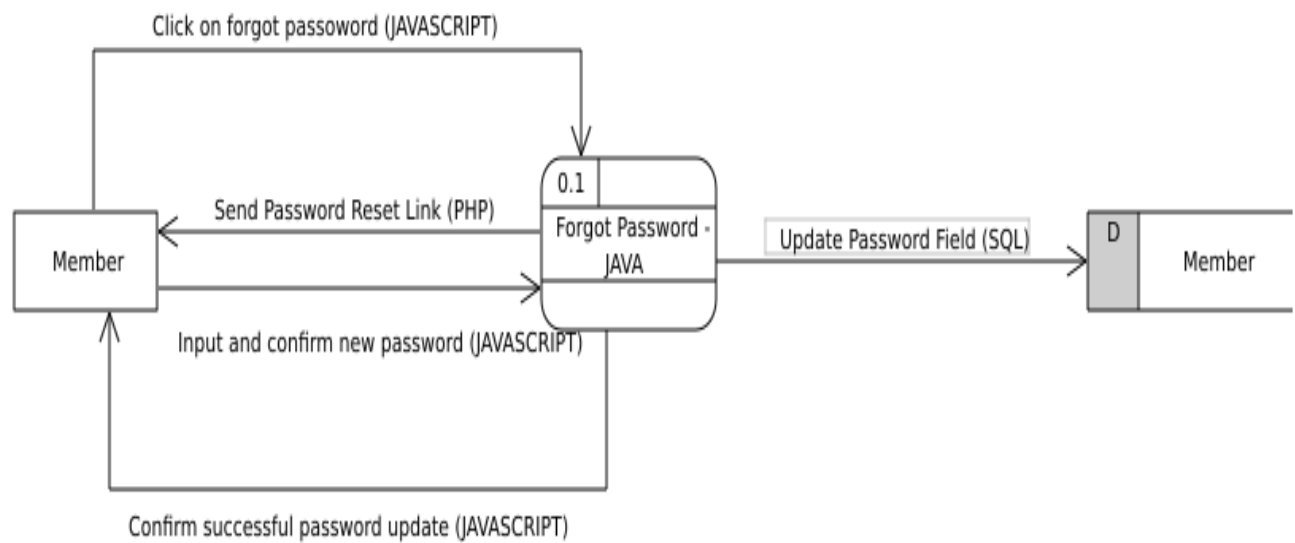 Click on forgot passoword (JAVASCRIPT)
0.1
Send Password Reset Link (PHP)
Forgot Password -
JAVA
Update Password Field (SQL)
D
Member
Member
Input and confirm new password (JAVASCRIPT)
Confirm successful password update (JAVASCRIPT)